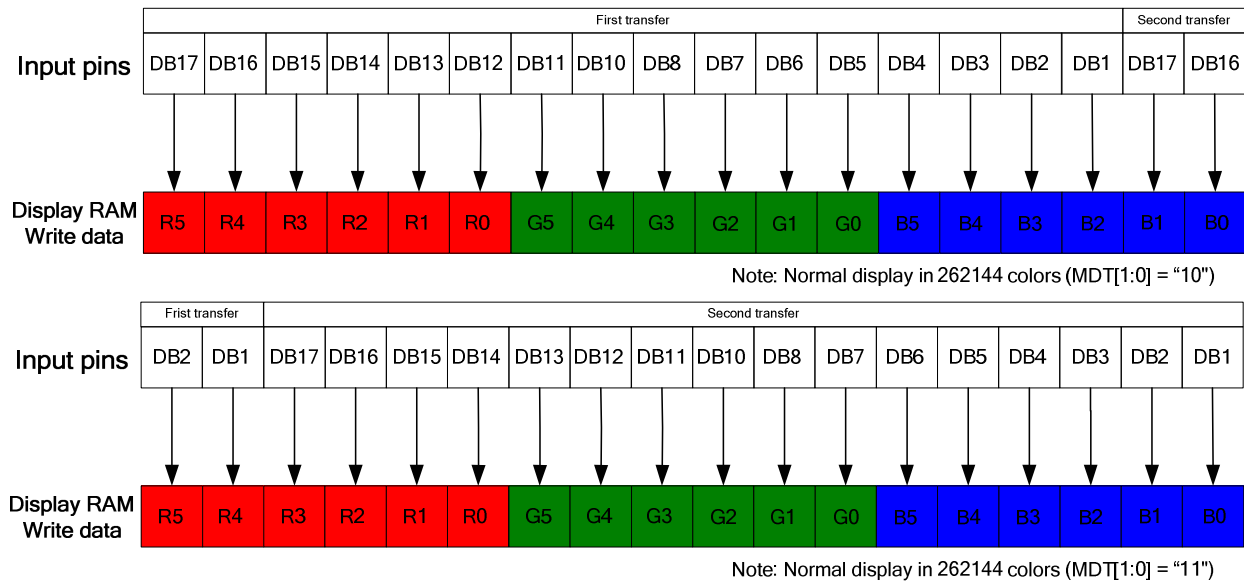 First transfer Second transfer
Input pins DB17 DB16 DB15 DB14 DB13 DB12 DB11 DB10 DB8 DB7 DB6 DB5 DB4 DB3 DB2 DB1 DB17 DB16
Display RAM
Write data
R5 R4 R3 R2 R1 R0 G5 G4 G3 G2 G1 G0 B5 B4 B3 B2 B1 B0
Note: Normal display in 262144 colors (MDT[1:0] = “10")
Frist transfer Second transfer
Input pins DB2 DB1 DB17 DB16 DB15 DB14 DB13 DB12 DB11 DB10 DB8 DB7 DB6 DB5 DB4 DB3 DB2 DB1
Display RAM
Write data
R5 R4 R3 R2 R1 R0 G5 G4 G3 G2 G1 G0 B5 B4 B3 B2 B1 B0
Note: Normal display in 262144 colors (MDT[1:0] = “11")